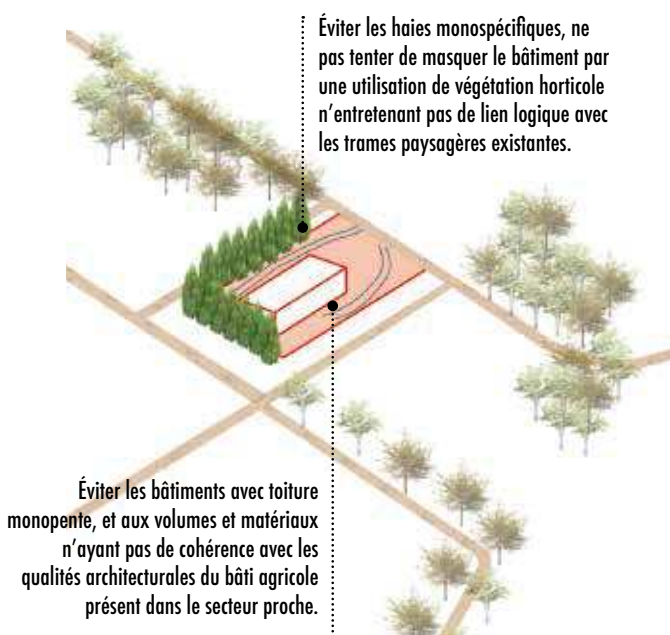 Éviter les haies monospécifiques, ne
pas tenter de masquer le bâtiment par
une utilisation de végétation horticole
n’entretenant pas de lien logique avec
les trames paysagères existantes.
Éviter les bâtiments avec toiture
monopente, et aux volumes et matériaux
n’ayant pas de cohérence avec les
qualités architecturales du bâti agricole
présent dans le secteur proche.